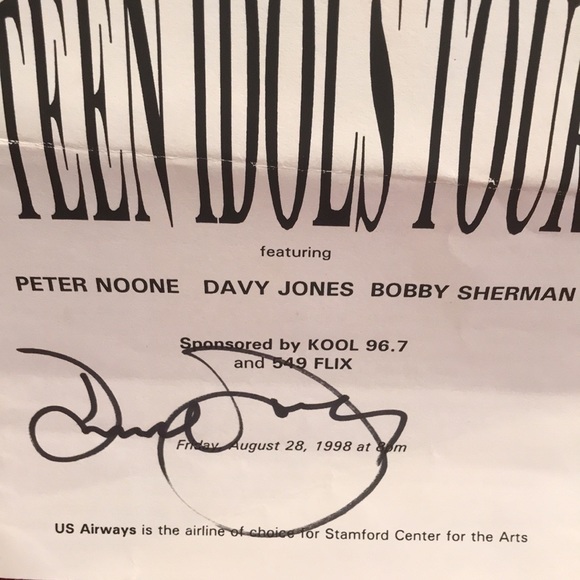 TEEN IDOLS TOUR
featuring
PETER NOONE DAVY JONES BOBBY SHERMAN
Sponsored by KOOL 96.7
and 549 FLIX
Friday, August 28, 1998 at 8pm
US Airways is the airline of choice for Stamford Center for the Arts